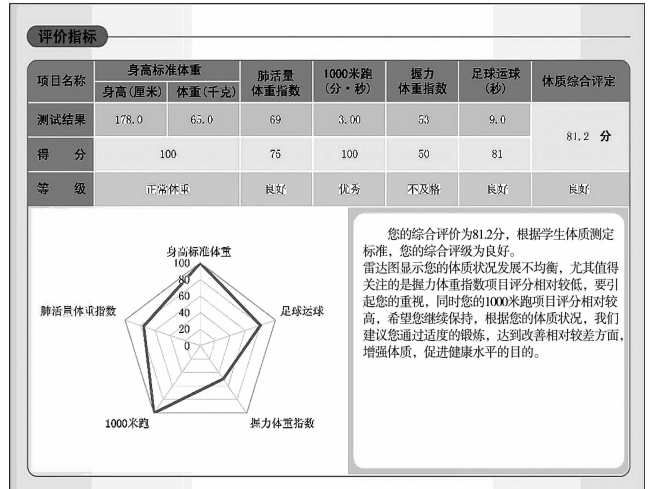 评价指标
项目名称 身高标准体重 肺活量体重指数 1000米跑(分·秒) 握力体重指数 足球运球(秒) 体质综合评定
身高(厘米) 体重(千克)
测试结果 178.0 65.0 69 3.00 53 9.0 81.2 分
得 分 100 75 100 50 81
等 级 正常体重 良好 优秀 不及格 良好 良好
身高标准体重
100
80
60
40
20
0
肺活量体重指数
足球运球
1000米跑
握力体重指数
您的综合评价为81.2分，根据学生体质测定
标准，您的综合评级为良好。
雷达图显示您的体质状况发展不均衡，尤其值得
关注的是握力体重指数项目评分相对较低，要引
起您的重视，同时您的1000米跑项目评分相对较
高，希望您继续保持，根据您的体质状况，我们
建议您通过适度的锻炼，达到改善相对较差方面，
增强体质，促进健康水平的目的。